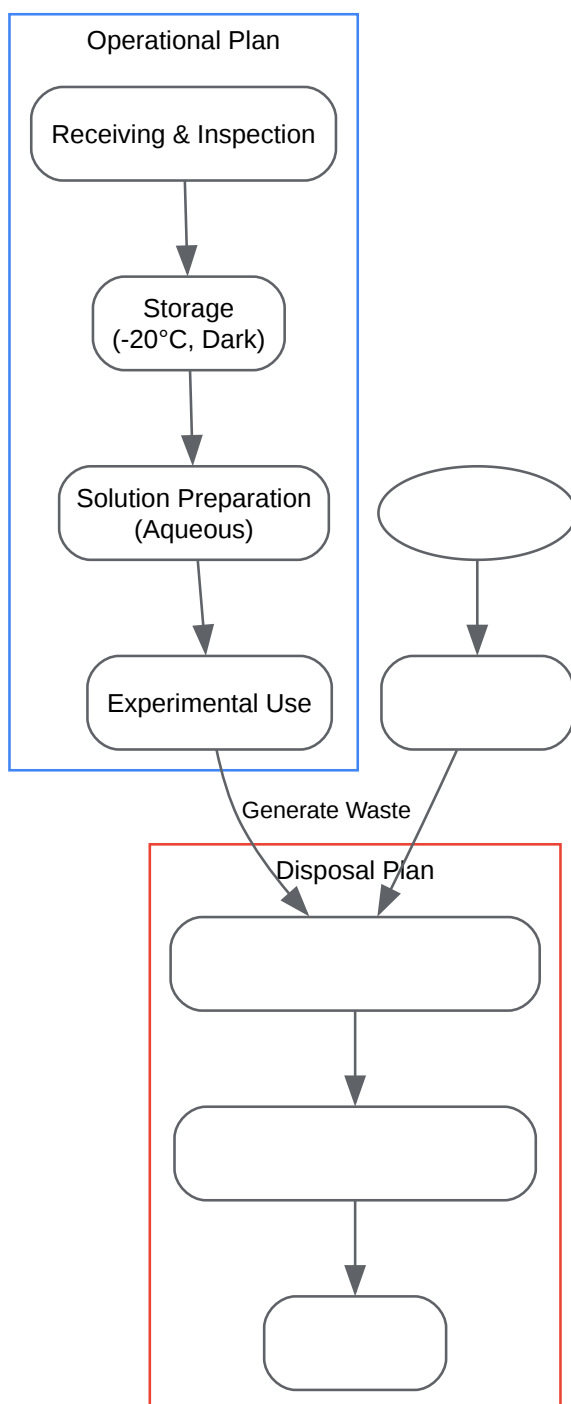 Operational Plan
Receiving & Inspection
Storage
(-20°C, Dark)
Solution Preparation
(Aqueous)
Experimental Use
Generate Waste
Disposal Plan